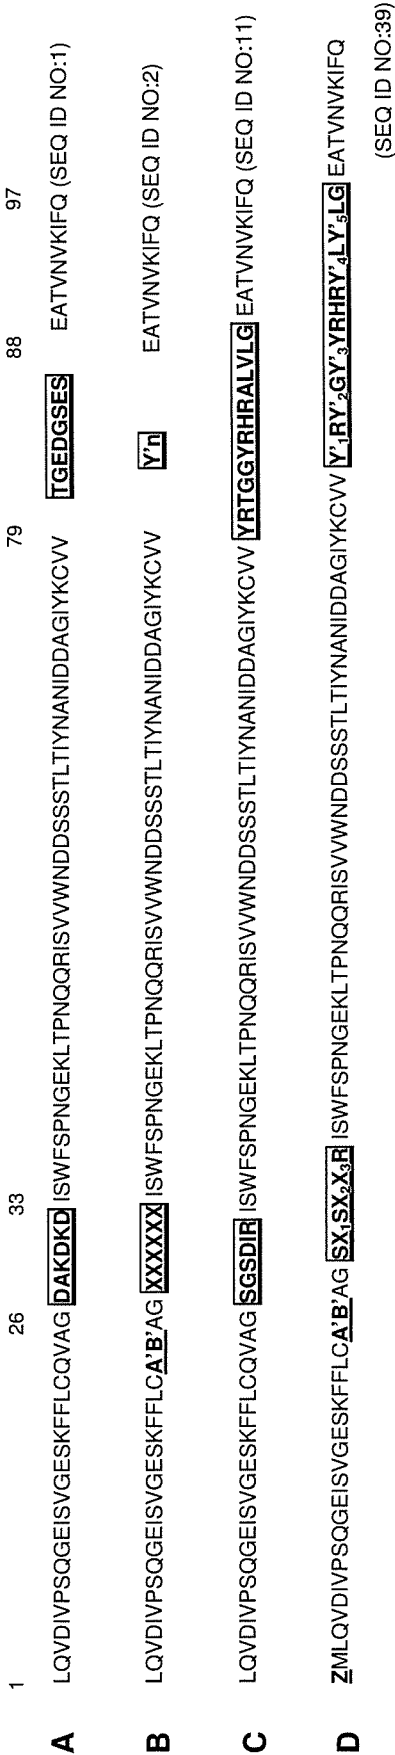 1 26 33 79 88 97
A LQVDIVPSQGEISVGESKFFLCQVAG DAKDKD ISWFSPNGEKLTPNQQRISVVWNDDSSSTLTIYNANIDDAGIYKCVV TGEDGSES EATVNVKIFQ (SEQ ID NO:1)
B LQVDIVPSQGEISVGESKFFLCA'B'AG XXXXXX ISWFSPNGEKLTPNQQRISVVWNDDSSSTLTIYNANIDDAGIYKCVV Y'n EATVNVKIFQ (SEQ ID NO:2)
C LQVDIVPSQGEISVGESKFFLCQVAG SGSDIR ISWFSPNGEKLTPNQQRISVVWNDDSSSTLTIYNANIDDAGIYKCVV YRTGGYRHRALVLG EATVNVKIFQ (SEQ ID NO:11)
D ZMLQVDIVPSQGEISVGESKFFLCA'B'AG SX₁SX₂X₃R ISWFSPNGEKLTPNQQRISVVWNDDSSSTLTIYNANIDDAGIYKCVV Y'₁RY'₂GY'₃YRHRY'₄LY'₅LG EATVNVKIFQ
(SEQ ID NO:39)